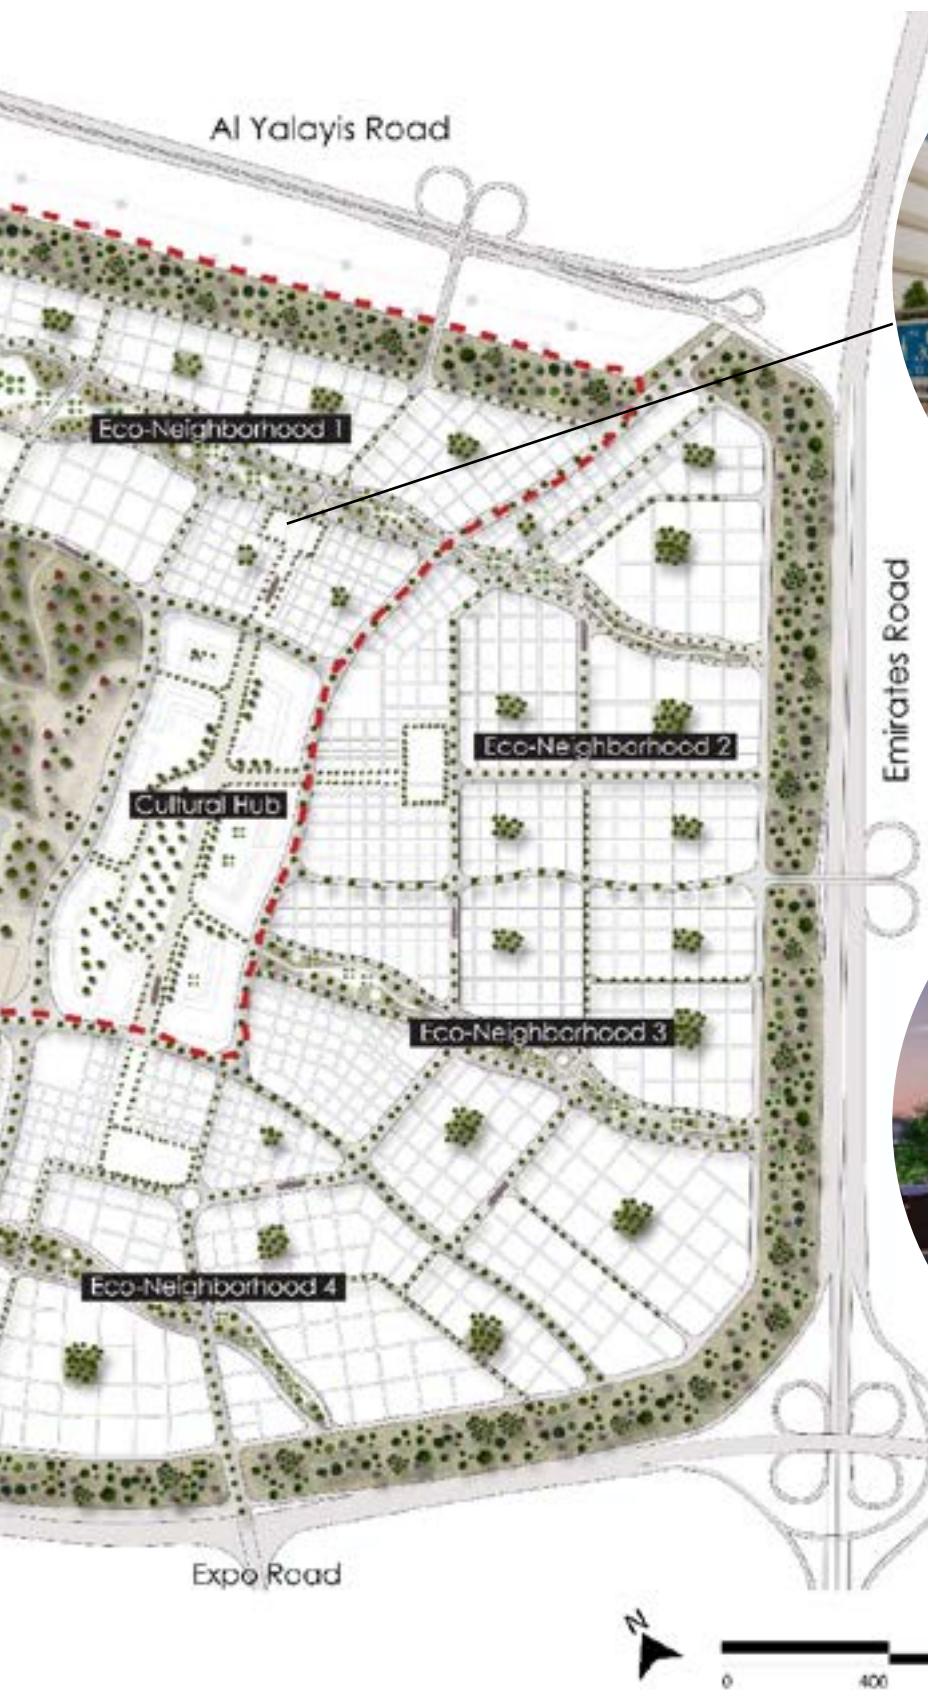 Al Yalayis Road
Eco-Neighborhood 1
Emirates Road
Eco-Neighborhood 2
Cultural Hub
Eco-Neighborhood 3
Eco-Neighborhood 4
Expo Road
N
0 400